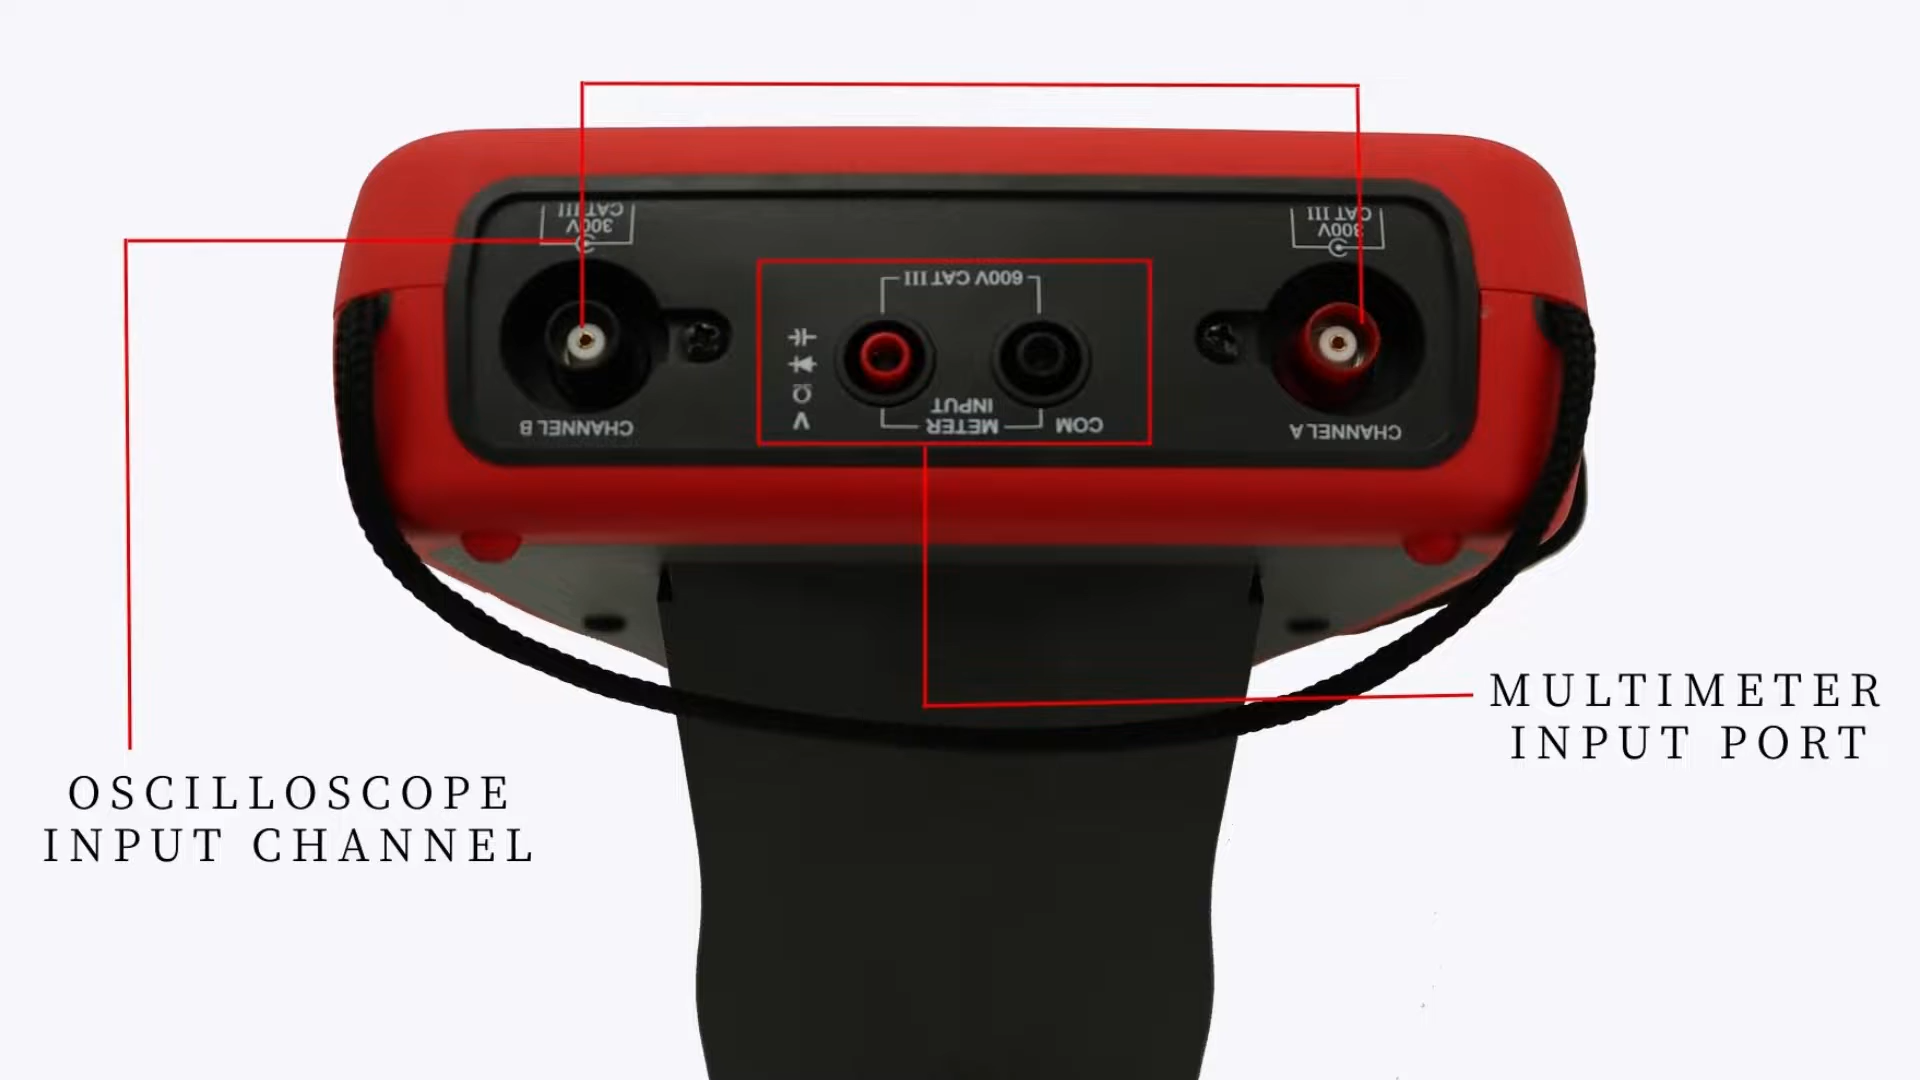 CAT III
300V
CAT III
300V
600V CAT III
Ω
V
INPUT
METER
COM
CHANNEL B
CHANNEL A
MULTIMETER
INPUT PORT
OSCILLOSCOPE
INPUT CHANNEL